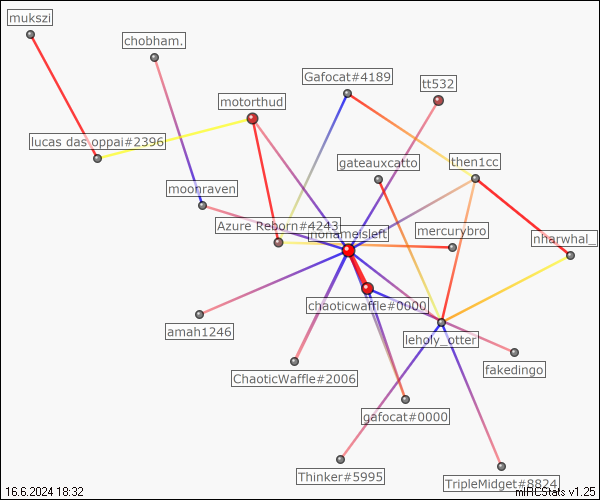 mukszi
chobham.
Gafocat#4189
tt532
motorthud
lucas das oppai#2396
gateauxcatto
then1cc
moonraven
Azure Reborn#4243
nonameisleft
mercurybro
nharwhal_
chaoticwaffle#0000
amah1246
leholy_otter
fakedingo
ChaoticWaffle#2006
gafocat#0000
Thinker#5995
TripleMidget#8824
16.6.2024 18:32
mIRCStats v1.25